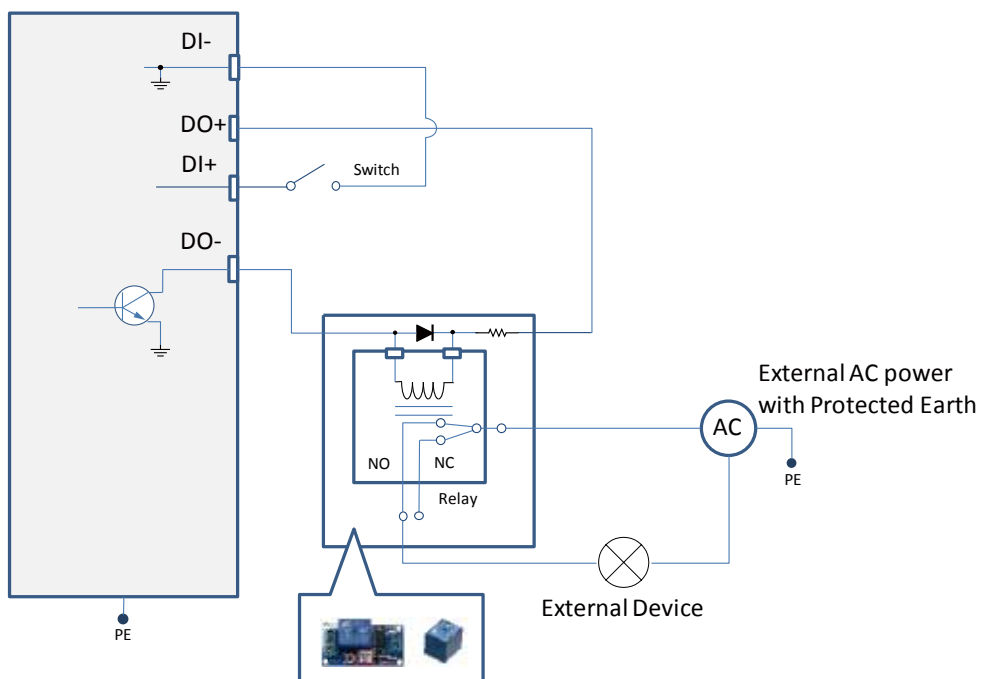 DI-
DO+
DI+
Switch
DO-
External AC power
with Protected Earth
AC
NO
NC
PE
Relay
External Device
PE